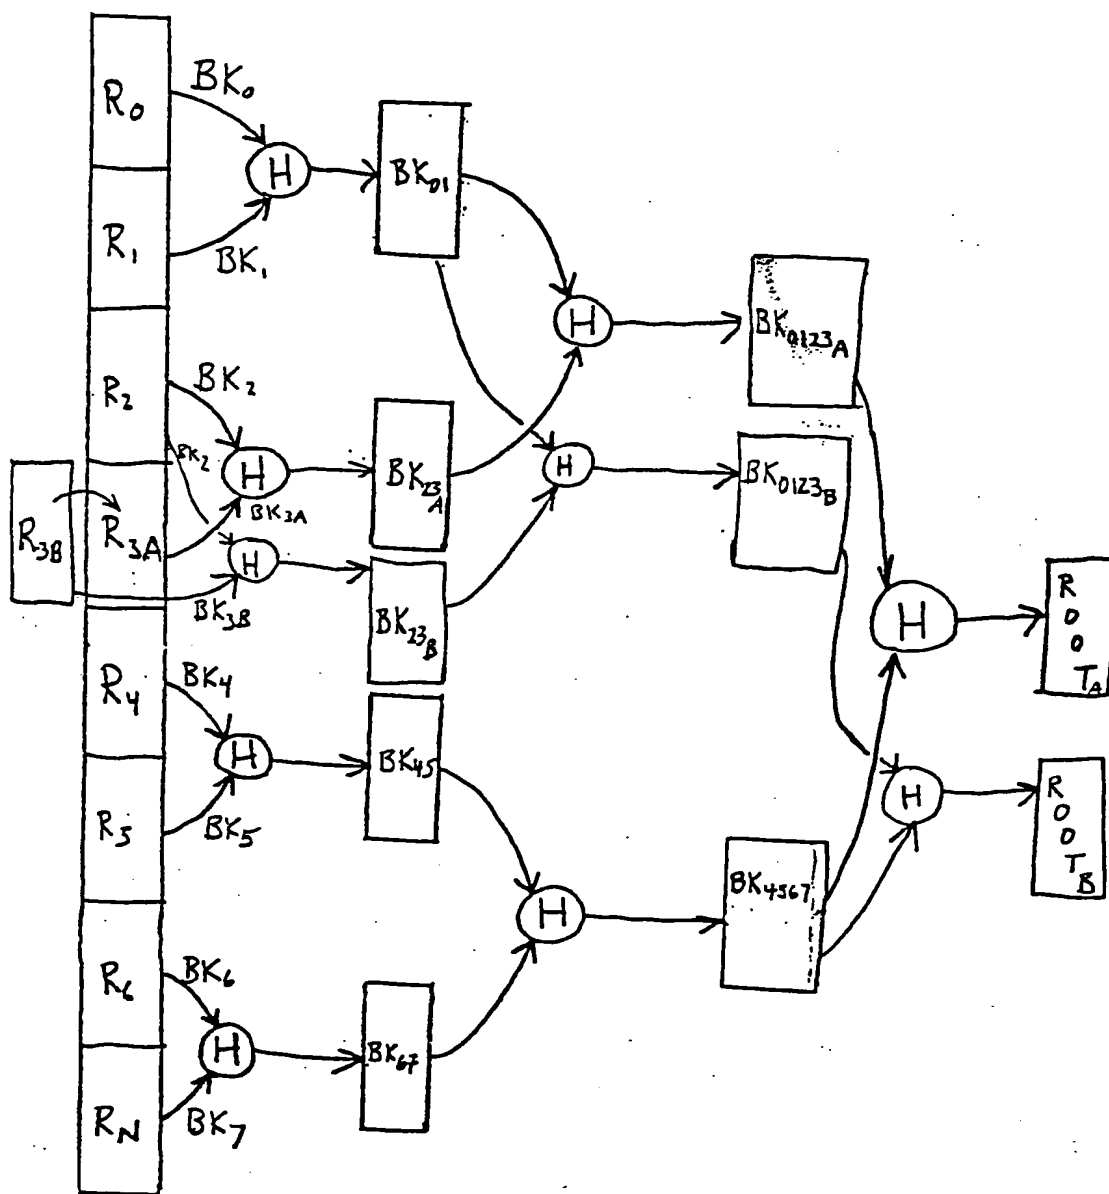 R0
BK0
H
BK01
R1
BK1
H
BK0123A
R2
BK2
BK2
H
BK23A
H
BK0123B
R3B
R3A
BK3A
H
BK3B
BK23B
H
ROOTA
R4
BK4
H
BK45
R5
BK5
H
ROOTB
H
BK4567
R6
BK6
H
BK67
RN
BK7